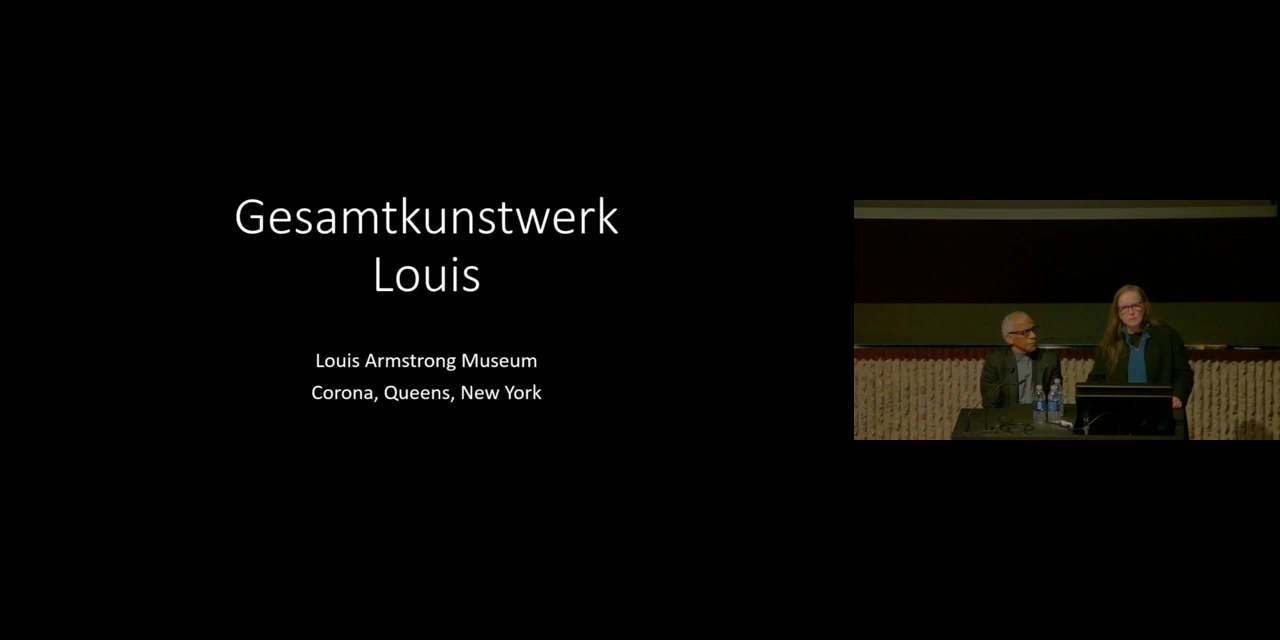 Gesamtkunstwerk
Louis
Louis Armstrong Museum
Corona, Queens, New York